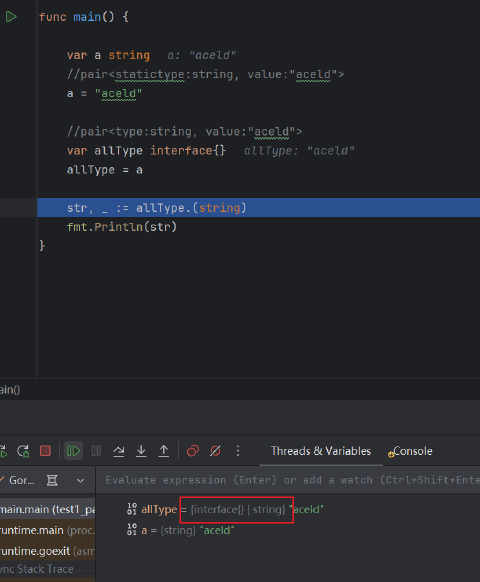 func main() {
var a string a: "aceld"
//pair<statictype:string, value:"aceld">
a = "aceld"
//pair<type:string, value:"aceld">
var allType interface{} allType: "aceld"
allType = a
str, _ := allType.(string)
fmt.Println(str)
}
ain()
Threads & Variables Console
Gor...
Evaluate expression (Enter) or add a watch (Ctrl+Shift+Ente
main.main (test1_pa
allType = {interface{} | string} "aceld"
runtime.main (proc.
a = {string} "aceld"
runtime.goexit (asm
ync Stack Trace